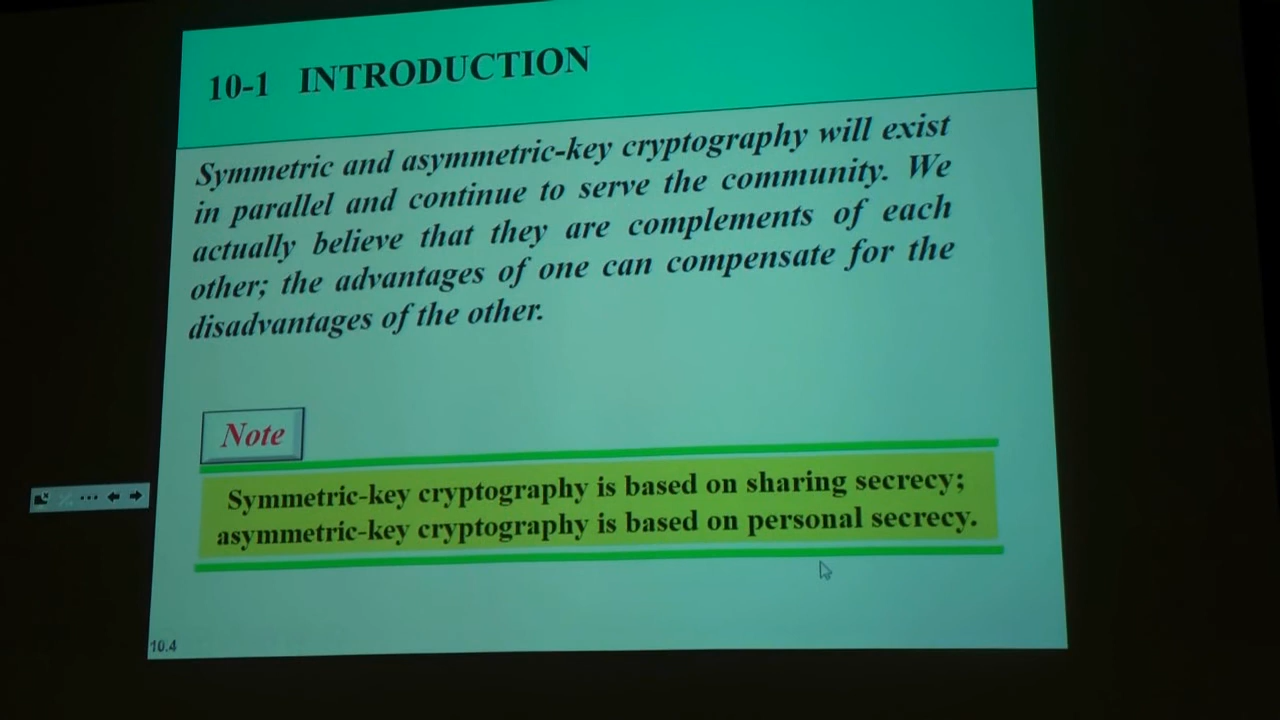 10-1 INTRODUCTION
Symmetric and asymmetric-key cryptography will exist
in parallel and continue to serve the community. We
actually believe that they are complements of each
other; the advantages of one can compensate for the
disadvantages of the other.
Note
Symmetric-key cryptography is based on sharing secrecy;
asymmetric-key cryptography is based on personal secrecy.
10.4